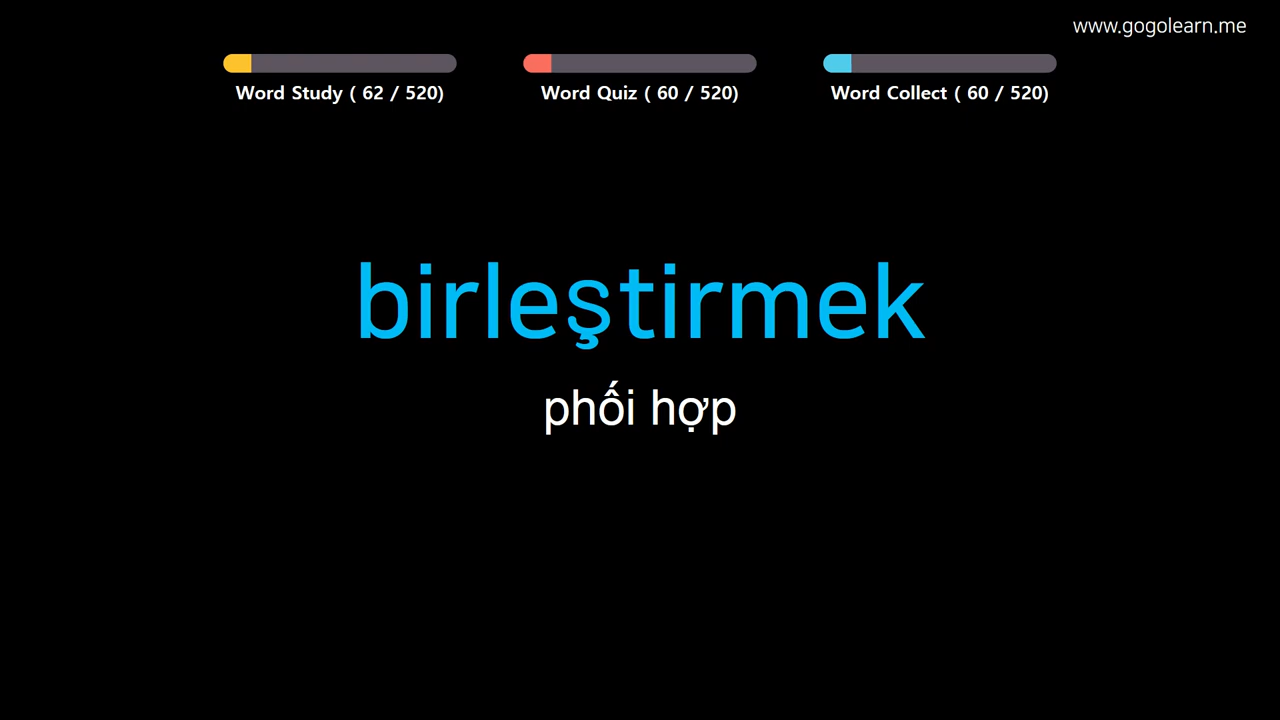 www.gogolearn.me
Word Study ( 62 / 520)
Word Quiz ( 60 / 520)
Word Collect ( 60 / 520)
birleştirmek
phối hợp